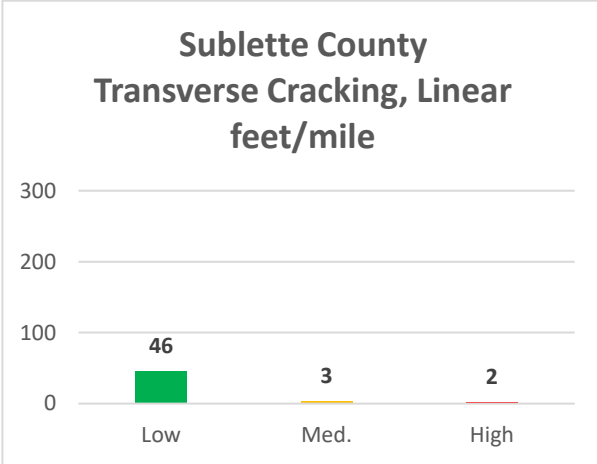 Sublette County
Transverse Cracking, Linear
feet/mile
300
200
100
0
46
3
2
Low
Med.
High